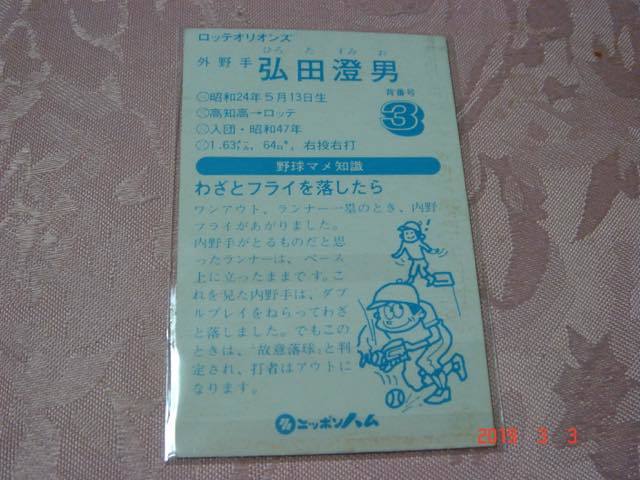 ロッテオリオンズ
ひろ た すみ お
外野手 弘田澄男
○昭和24年5月13日生
○高知高→ロッテ
○入団・昭和47年
○1.63メートル、64キロ、右投右打
背番号
3
野球マメ知識
わざとフライを落したら
ワンアウト、ランナー一塁のとき、内野
フライがあがりました。
内野手がとるものだと思
ったランナーは、ベース
上に立ったままです。こ
れを見た内野手は、ダブ
ルプレイをねらってわざ
と落しました。でもこの
ときは、"故意落球"と判
定され、打者はアウトに
なります。
ニッポンハム
2019 3 3